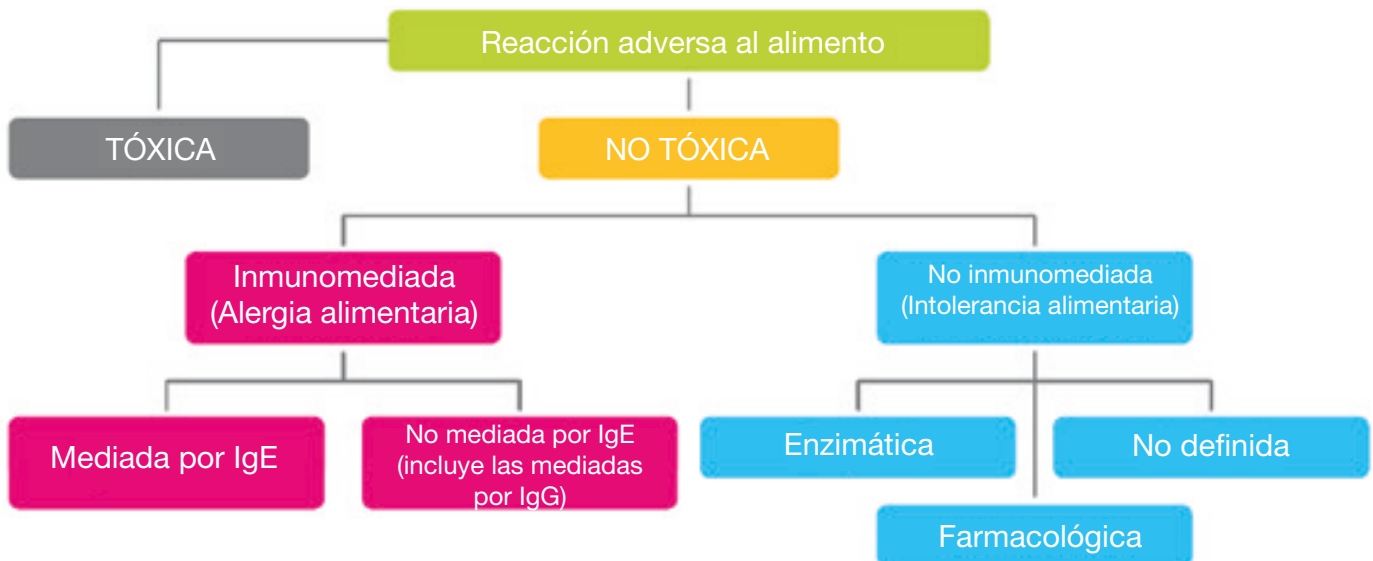 Reacción adversa al alimento
TÓXICA
NO TÓXICA
Inmunomediada
(Alergia alimentaria)
No inmunomediada
(Intolerancia alimentaria)
Mediada por IgE
No mediada por IgE
(incluye las mediadas
por IgG)
Enzimática
No definida
Farmacológica